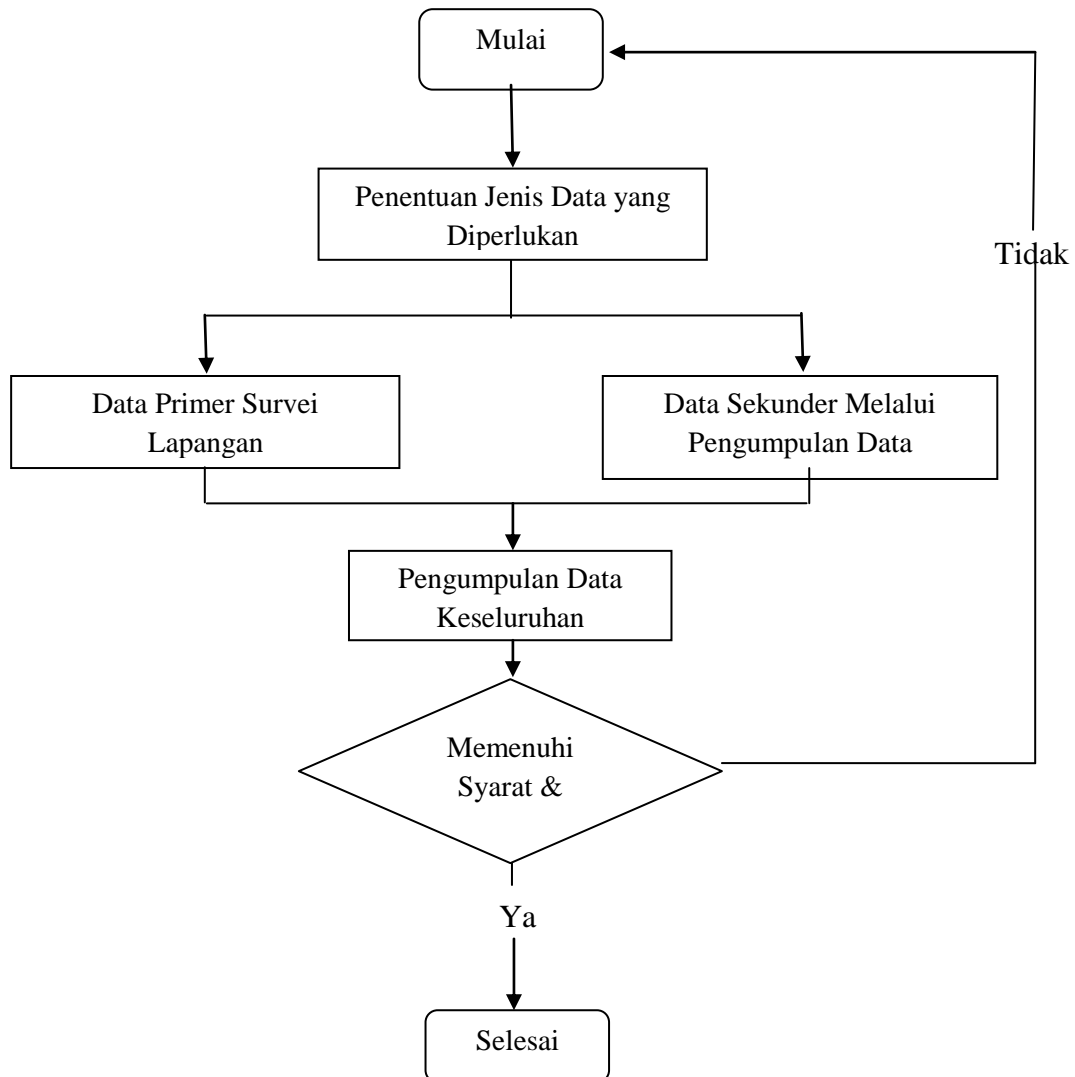 Mulai
Penentuan Jenis Data yang
Diperlukan
Tidak
Data Primer Survei
Lapangan
Data Sekunder Melalui
Pengumpulan Data
Pengumpulan Data
Keseluruhan
Memenuhi
Syarat &
Ya
Selesai